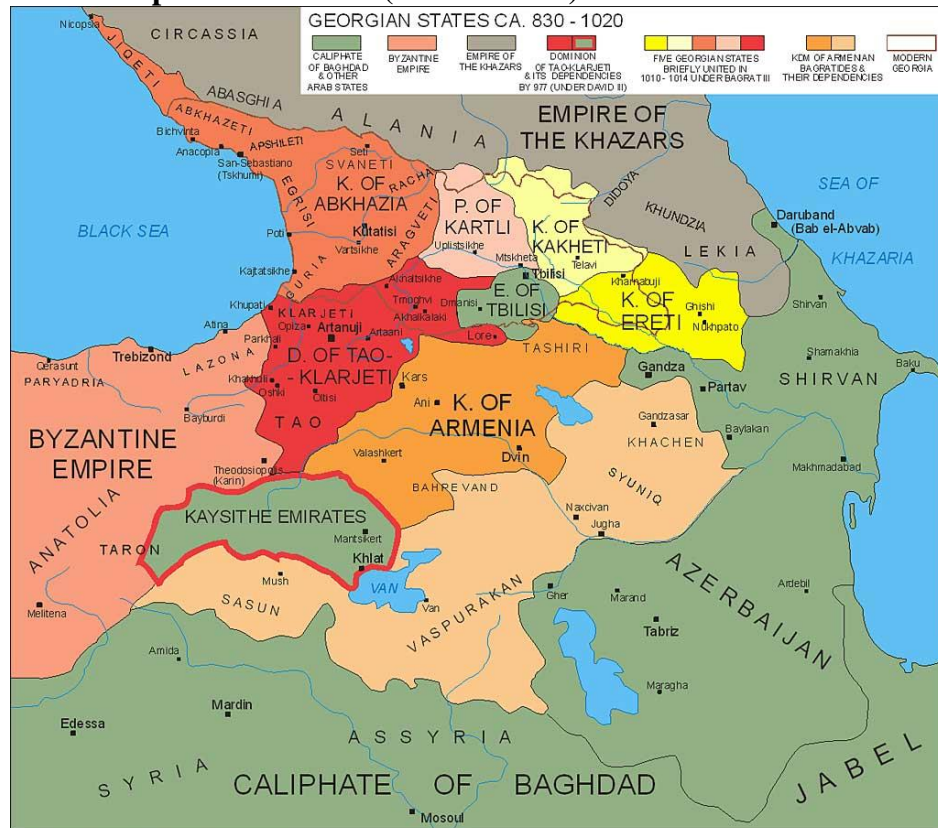 GEORGIAN STATES CA. 830 - 1020
CALIPHATE
OF BAGHDAD
& OTHER
ARAB STATES
BYZANTINE
EMPIRE
EMPIRE OF
THE KHAZARS
DOMINION
OF TAO-KLARJETI
& ITS DEPENDENCIES
BY 977 (UNDER DAVID III)
FIVE GEORGIAN STATES
BRIEFLY UNITED IN
1010 - 1014 UNDER BAGRAT III
KDM OF ARMENIAN
BAGRATIDES &
THEIR DEPENDENCIES
MODERN
GEORGIA
Nicopsia
CIRCASSIA
JIQETI
ABASGHIA
ALANIA
EMPIRE OF
THE KHAZARS
ABKHAZETI
Bichvinta
Anacopia
APSHILETI
San-Sebastiano
(Tskhumi)
Seti
SVANETI
RACHA
EGRISI
K. OF
ABKHAZIA
Kutatisi
Vartsikhe
ARAGVETI
Poti
GURIA
Kajtatsikhe
BLACK SEA
P. OF
KARTLI
Uplistsikhe
Mtskheta
Tbilisi
K. OF
KAKHETI
Telavi
DIDOYA
KHUNDZIA
LEKIA
SEA OF
KHAZARIA
Daruband
(Bab el-Abvab)
Kharnabuji
K. OF
ERETI
Ghishi
Nukhpato
E. OF
TBILISI
Dmanisi
Akhaltsikhe
Tmogvi
Akhalkalaki
Khupati
KLARJETI
Opiza
Artanuji
Artaani
Parkhali
D. OF TAO-
- KLARJETI
Khakhuli
Oshki
Oltisi
TAO
Lore
TASHIRI
Atina
LAZONA
Trebizond
Qerasunt
PARYADRIA
Bayburdi
BYZANTINE
EMPIRE
ANATOLIA
Theodosiopolis
(Karin)
Kars
Ani
K. OF
ARMENIA
Dvin
Valashkert
BAHREVAND
Gandza
Partav
Shirvan
Shamakhia
Baku
SHIRVAN
Gandzasar
KHACHEN
Baylakan
Makhmadabad
SYUNIQ
Naxcivan
Jugha
KAYSITHE EMIRATES
Mantsikert
Khlat
TARON
Mush
SASUN
VAN
Van
VASPURAKAN
Melitena
Gher
Marand
Tabriz
Maragha
Ardebil
AZERBAIJAN
Amida
Mardin
Edessa
ASSYRIA
SYRIA
CALIPHATE OF BAGHDAD
Mosoul
JABEL